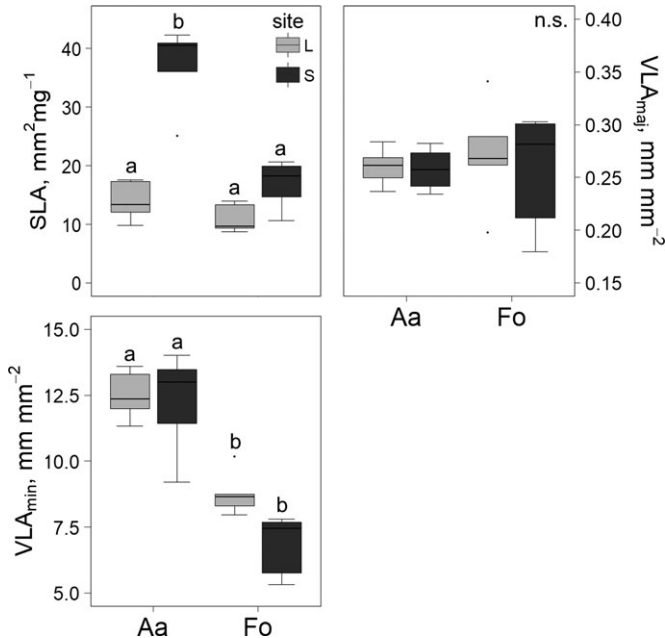 SLA, mm²mg⁻¹
40
30
20
10
0
b
a
a
a
site
L
S
n.s.
0.40
0.35
0.30
0.25
0.20
0.15
VLAmaj, mm mm⁻²
Aa Fo
VLAmin, mm mm⁻²
15.0
12.5
10.0
7.5
5.0
a a
b
b
Aa Fo